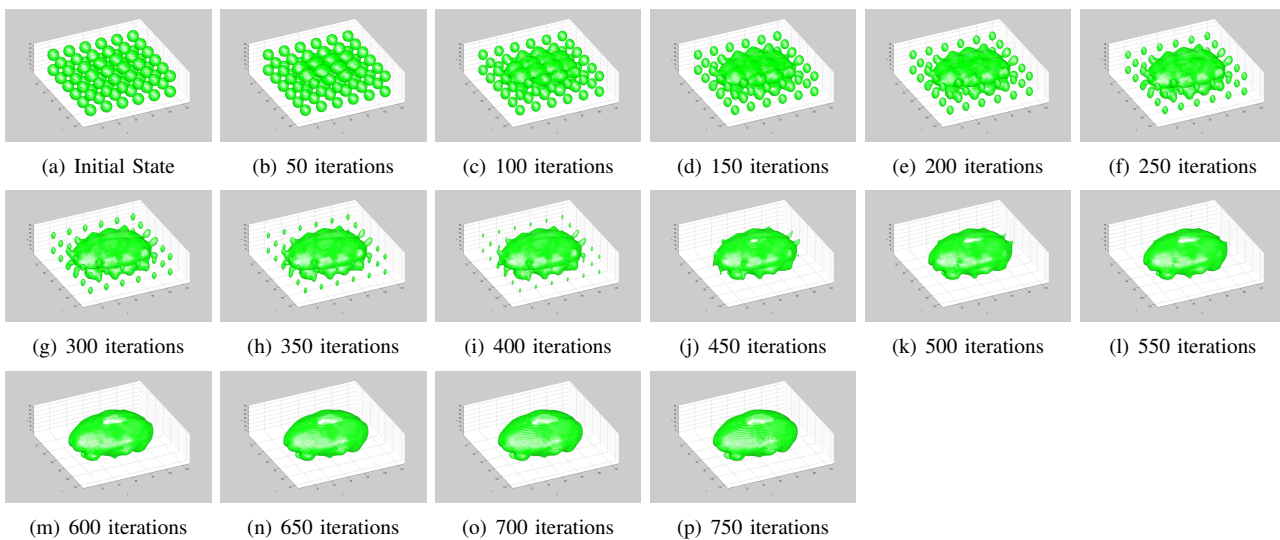 (a) Initial State (b) 50 iterations (c) 100 iterations (d) 150 iterations (e) 200 iterations (f) 250 iterations
(g) 300 iterations (h) 350 iterations (i) 400 iterations (j) 450 iterations (k) 500 iterations (l) 550 iterations
(m) 600 iterations (n) 650 iterations (o) 700 iterations (p) 750 iterations